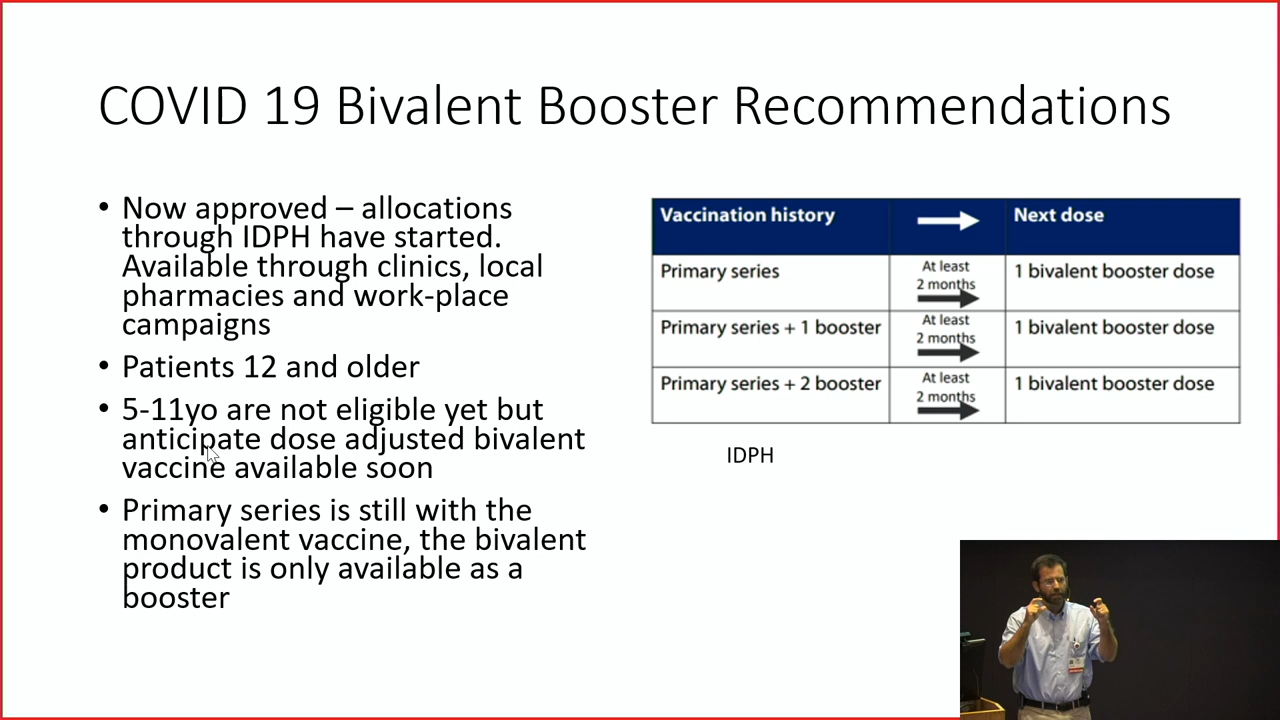 COVID 19 Bivalent Booster Recommendations
• Now approved – allocations
through IDPH have started.
Available through clinics, local
pharmacies and work-place
campaigns
• Patients 12 and older
• 5-11yo are not eligible yet but
anticipate dose adjusted bivalent
vaccine available soon
• Primary series is still with the
monovalent vaccine, the bivalent
product is only available as a
booster
Vaccination history Next dose
Primary series At least 2 months 1 bivalent booster dose
Primary series + 1 booster At least 2 months 1 bivalent booster dose
Primary series + 2 booster At least 2 months 1 bivalent booster dose
IDPH